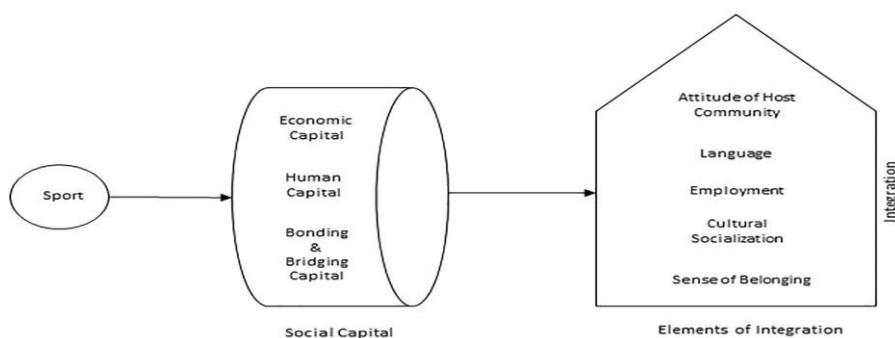 Sport
Economic
Capital
Human
Capital
Bonding
&
Bridging
Capital
Social Capital
Attitude of Host
Community
Language
Employment
Cultural
Socialization
Sense of Belonging
Elements of Integration
Integration